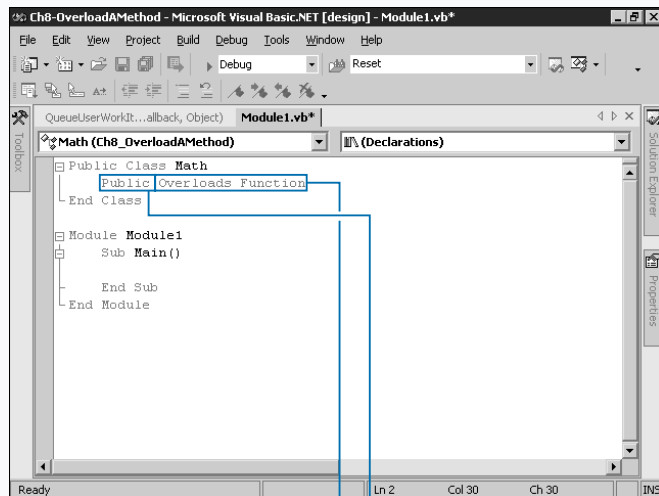 Ch8-OverloadAMethod - Microsoft Visual Basic.NET [design] - Module1.vb*
File Edit View Project Build Debug Tools Window Help
Debug Reset
QueueUserWorkIt...allback, Object) Module1.vb*
Math (Ch8_OverloadAMethod) (Declarations)
Toolbox
Public Class Math
Public Overloads Function
End Class
Module Module1
Sub Main()
End Sub
End Module
Solution Explorer
Properties
Ready Ln 2 Col 30 Ch 30 INS